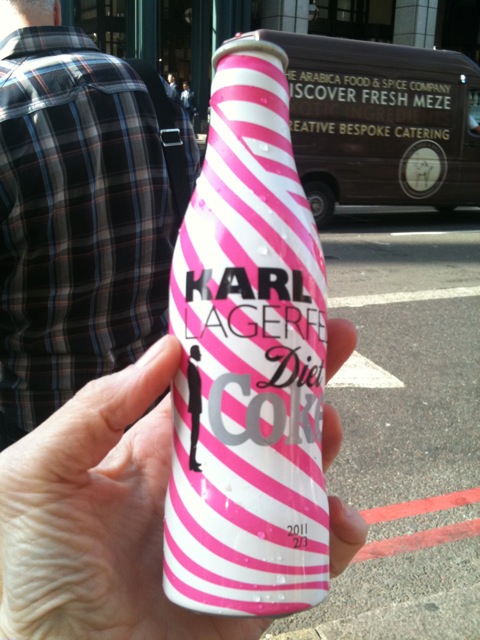 THE ARABICA FOOD & SPICE COMPANY
DISCOVER FRESH MEZE
CREATIVE BESPOKE CATERING
KARL
LAGERFE
Diet
Coke
2011
2/3